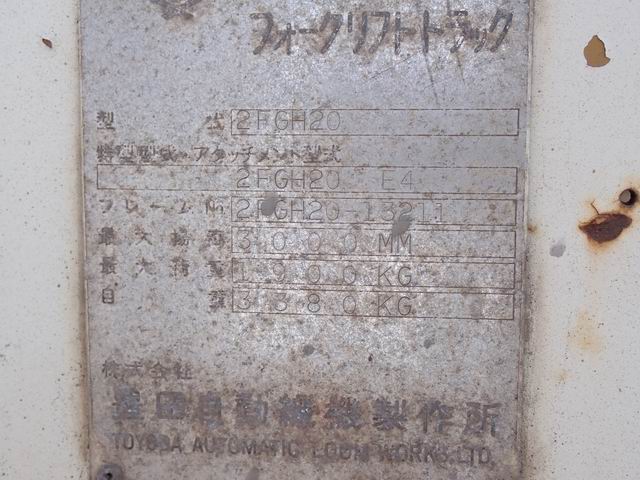 フォークリフトトラック
型 式 2FGH20
特型型式・アタッチメント型式
2FGH20 E4
フレームNo. 2FGH20 13211
最大揚高 3000MM
最大荷重 1900KG
自重 3380KG
株式会社
豊田自動織機製作所
TOYODA AUTOMATIC LOOM WORKS,LTD.